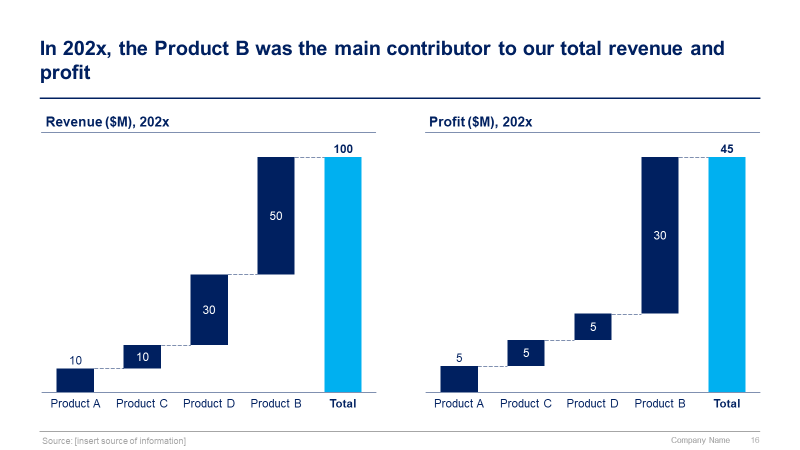 In 202x, the Product B was the main contributor to our total revenue and
profit
Revenue ($M), 202x
100
50
30
10
10
Product A
Product C
Product D
Product B
Total
Profit ($M), 202x
45
30
5
5
5
Product A
Product C
Product D
Product B
Total
Source: [Insert source of information]
Company Name
16